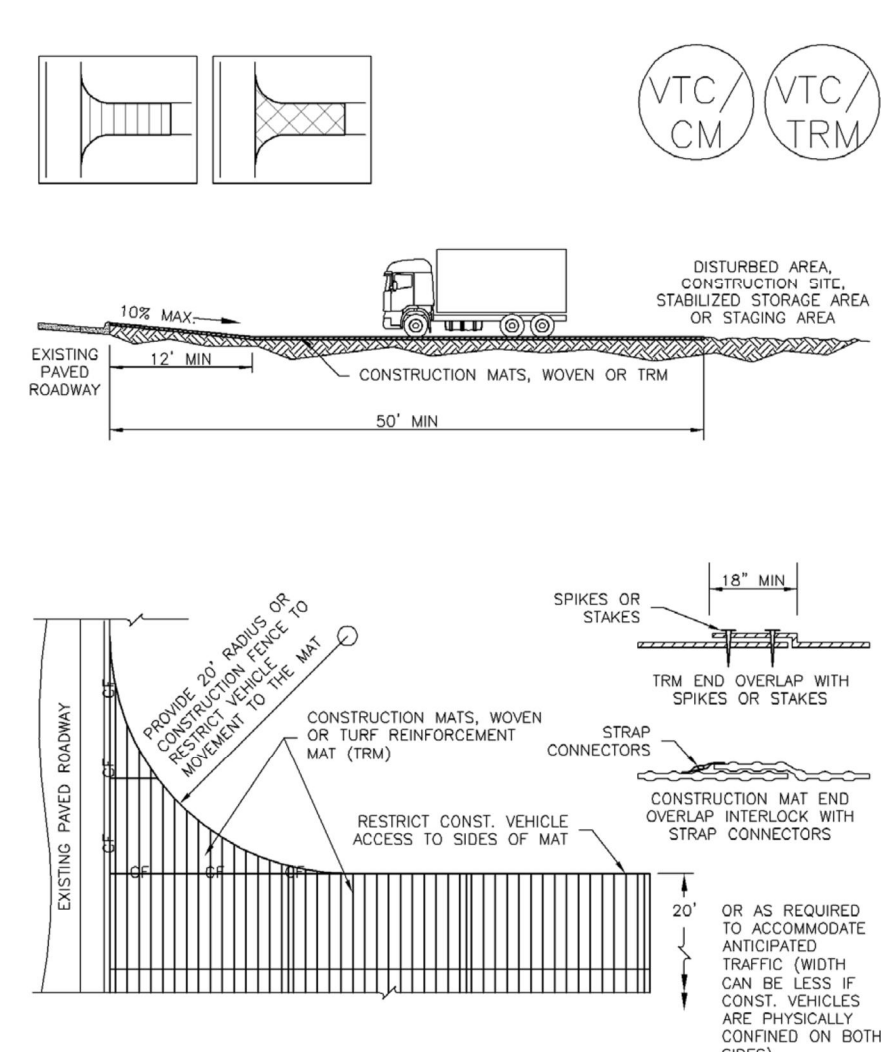 VTC/
CM
VTC/
TRM
DISTURBED AREA,
CONSTRUCTION SITE,
STABILIZED STORAGE AREA
OR STAGING AREA
10% MAX.
EXISTING
PAVED
ROADWAY
12' MIN
CONSTRUCTION MATS, WOVEN OR TRM
50' MIN
18" MIN
SPIKES OR
STAKES
TRM END OVERLAP WITH
SPIKES OR STAKES
STRAP
CONNECTORS
CONSTRUCTION MAT END
OVERLAP INTERLOCK WITH
STRAP CONNECTORS
PROVIDE 20' RADIUS OR
CONSTRUCTION FENCE TO
RESTRICT VEHICLE
MOVEMENT TO THE MAT
CONSTRUCTION MATS, WOVEN
OR TURF REINFORCEMENT
MAT (TRM)
RESTRICT CONST. VEHICLE
ACCESS TO SIDES OF MAT
EXISTING PAVED ROADWAY
CF
CF
CF
CF
CF
CF
20'
OR AS REQUIRED
TO ACCOMMODATE
ANTICIPATED
TRAFFIC (WIDTH
CAN BE LESS IF
CONST. VEHICLES
ARE PHYSICALLY
CONFINED ON BOTH
SIDES)